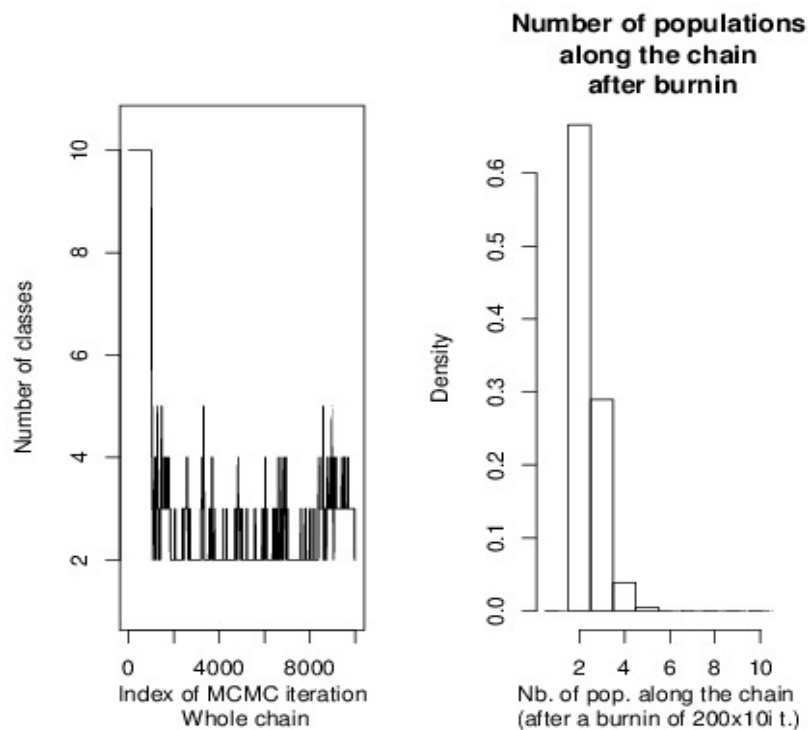 Number of populations
along the chain
after burnin
Number of classes
10
8
6
4
2
0 4000 8000
Index of MCMC iteration
Whole chain
Density
0.6
0.5
0.4
0.3
0.2
0.1
0.0
2 4 6 8 10
Nb. of pop. along the chain
(after a burnin of 200x10i t.)